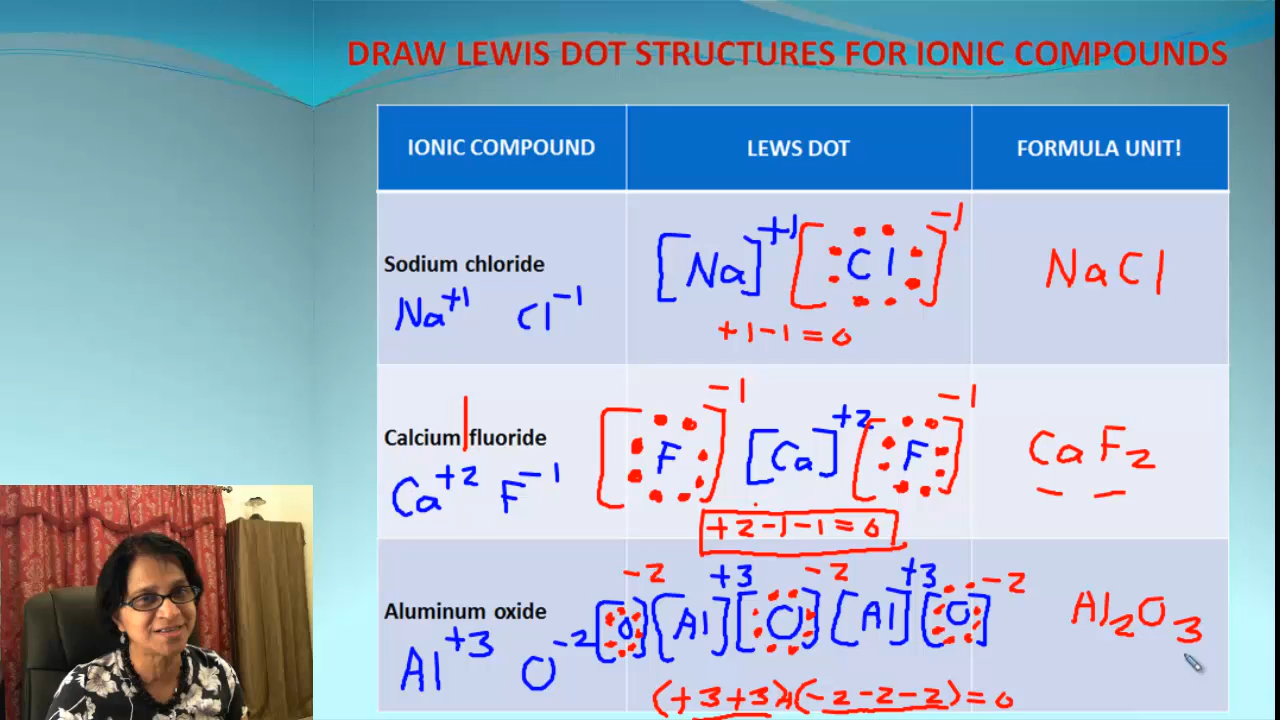 DRAW LEWIS DOT STRUCTURES FOR IONIC COMPOUNDS
IONIC COMPOUND
LEWS DOT
FORMULA UNIT!
Sodium chloride
Na+1 Cl-1
[Na]+1 [Cl]-1
+1-1=0
NaCl
Calcium fluoride
Ca+2 F-1
[F]-1 [Ca]+2 [F]-1
+2-1-1=0
CaF2
Aluminum oxide
Al+3 O-2
[O]-2 [Al]+3 [O]-2 [Al]+3 [O]-2
(+3+3)+(-2-2-2)=0
Al2O3